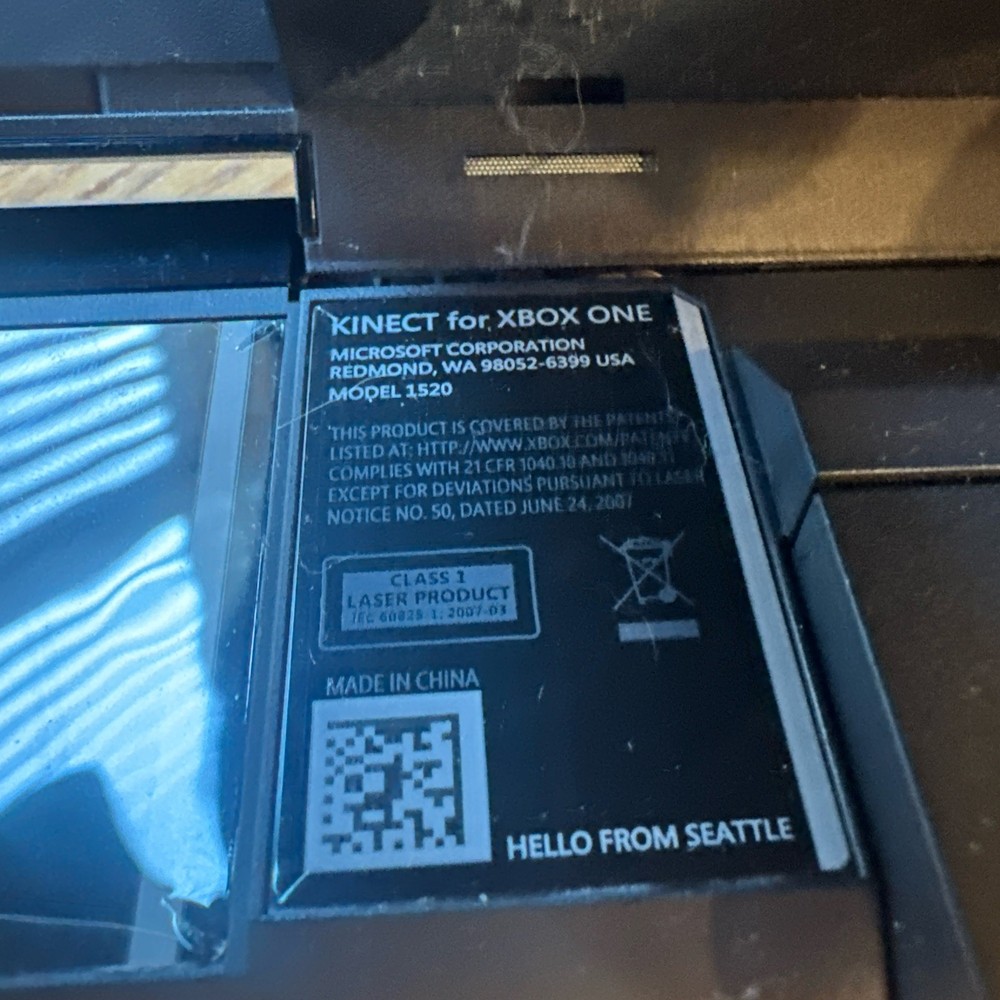 KINECT for XBOX ONE
MICROSOFT CORPORATION
REDMOND, WA 98052-6399 USA
MODEL 1520
THIS PRODUCT IS COVERED BY THE PATENTS
LISTED AT: HTTP://WWW.XBOX.COM/PATENTS
COMPLIES WITH 21 CFR 1040.10 AND 1040.11
EXCEPT FOR DEVIATIONS PURSUANT TO LASER
NOTICE NO. 50, DATED JUNE 24, 2007
CLASS 1
LASER PRODUCT
IEC 60825-1: 2007-03
MADE IN CHINA
HELLO FROM SEATTLE